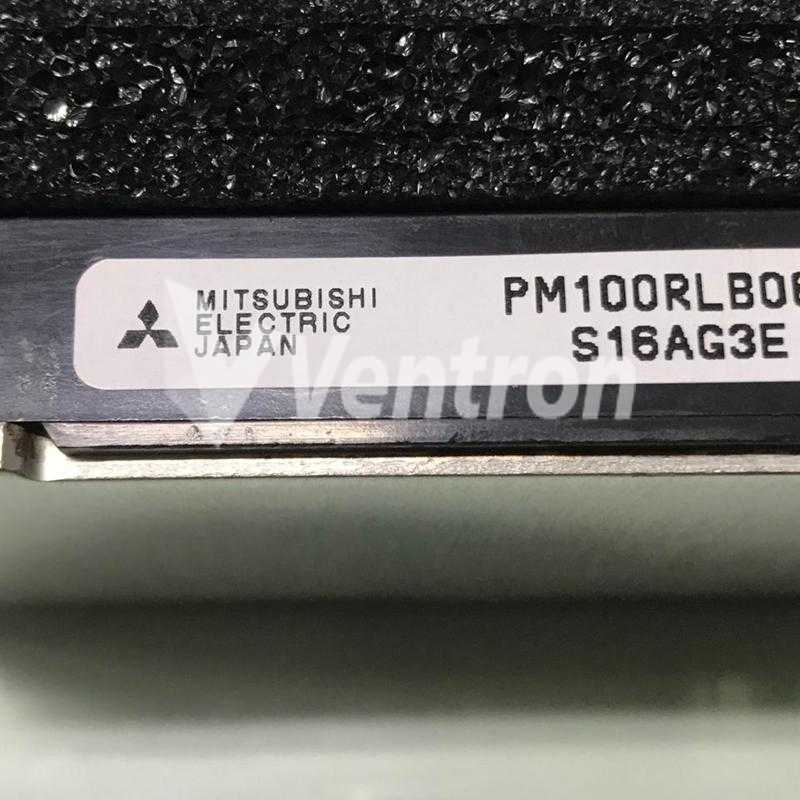 MITSUBISHI
ELECTRIC
JAPAN
PM100RLB06
S16AG3E
Ventron